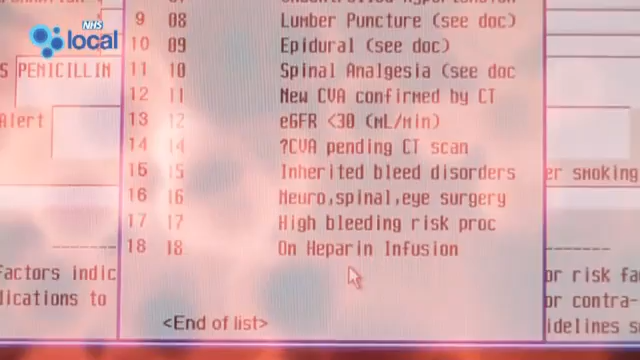 NHS
local
9 08 Lumber Puncture (see doc)
10 09 Epidural (see doc)
S PENICILLIN
11 10 Spinal Analgesia (see doc
12 11 New CVA confirmed by CT
Alert
13 12 eGFR <30 (mL/min)
14 14 ?CVA pending CT scan
15 15 Inherited bleed disorders
er smoking
16 16 Neuro,spinal,eye surgery
17 17 High bleeding risk proc
18 18 On Heparin Infusion
actors indic
or risk fa
lications to
or contra-
<End of list>
idelines s